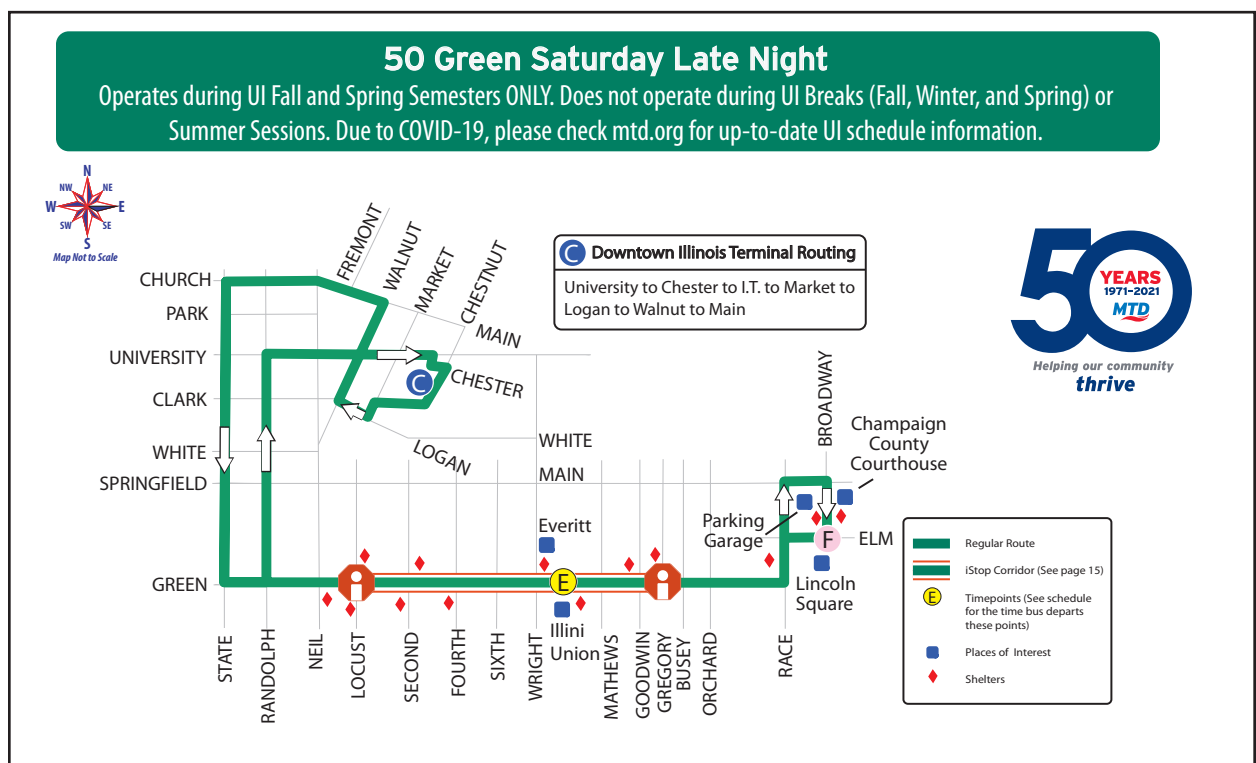 50 Green Saturday Late Night
Operates during UI Fall and Spring Semesters ONLY. Does not operate during UI Breaks (Fall, Winter, and Spring) or
Summer Sessions. Due to COVID-19, please check mtd.org for up-to-date UI schedule information.
N
NW
NE
W
E
SW
SE
S
Map Not to Scale
FREMONT
WALNUT
MARKET
CHESTNUT
C Downtown Illinois Terminal Routing
University to Chester to I.T. to Market to
Logan to Walnut to Main
50
YEARS
1971-2021
MTD
Helping our community
thrive
CHURCH
PARK
MAIN
UNIVERSITY
C
CHESTER
CLARK
BROADWAY
Champaign
County
Courthouse
WHITE
LOGAN
WHITE
SPRINGFIELD
MAIN
Parking
Garage
Everitt
F
ELM
Lincoln
Square
GREEN
E
Illini
Union
STATE
RANDOLPH
NEIL
LOCUST
SECOND
FOURTH
SIXTH
WRIGHT
MATHEWS
GOODWIN
GREGORY
BUSEY
ORCHARD
RACE
Regular Route
iStop Corridor (See page 15)
E
Timepoints (See schedule
for the time bus departs
these points)
Places of Interest
Shelters